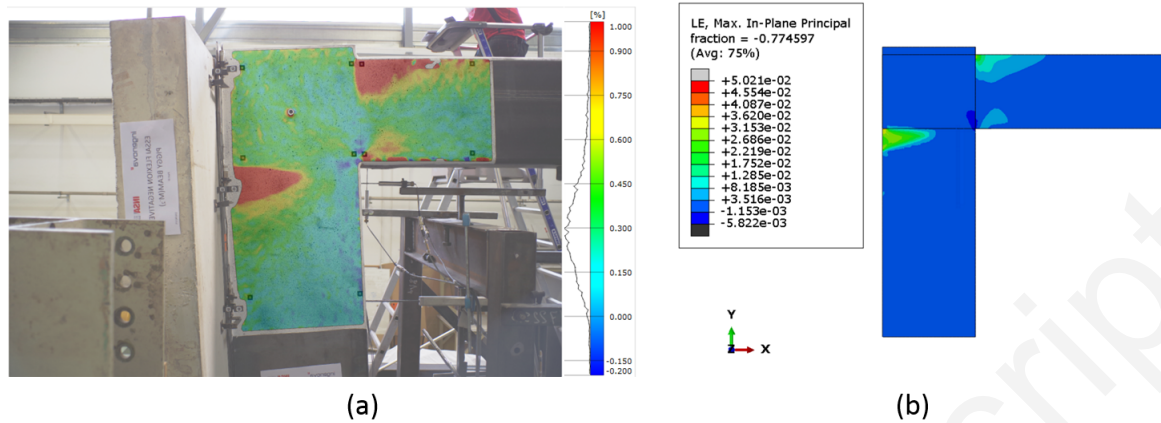 [%]
1.000
0.900
0.750
0.600
0.450
0.300
0.150
0.000
-0.150
-0.200
(a)
LE, Max. In-Plane Principal
fraction = -0.774597
(Avg: 75%)
+5.021e-02
+4.554e-02
+4.087e-02
+3.620e-02
+3.153e-02
+2.686e-02
+2.219e-02
+1.752e-02
+1.285e-02
+8.185e-03
+3.516e-03
-1.153e-03
-5.822e-03
Y
Z
X
(b)
script